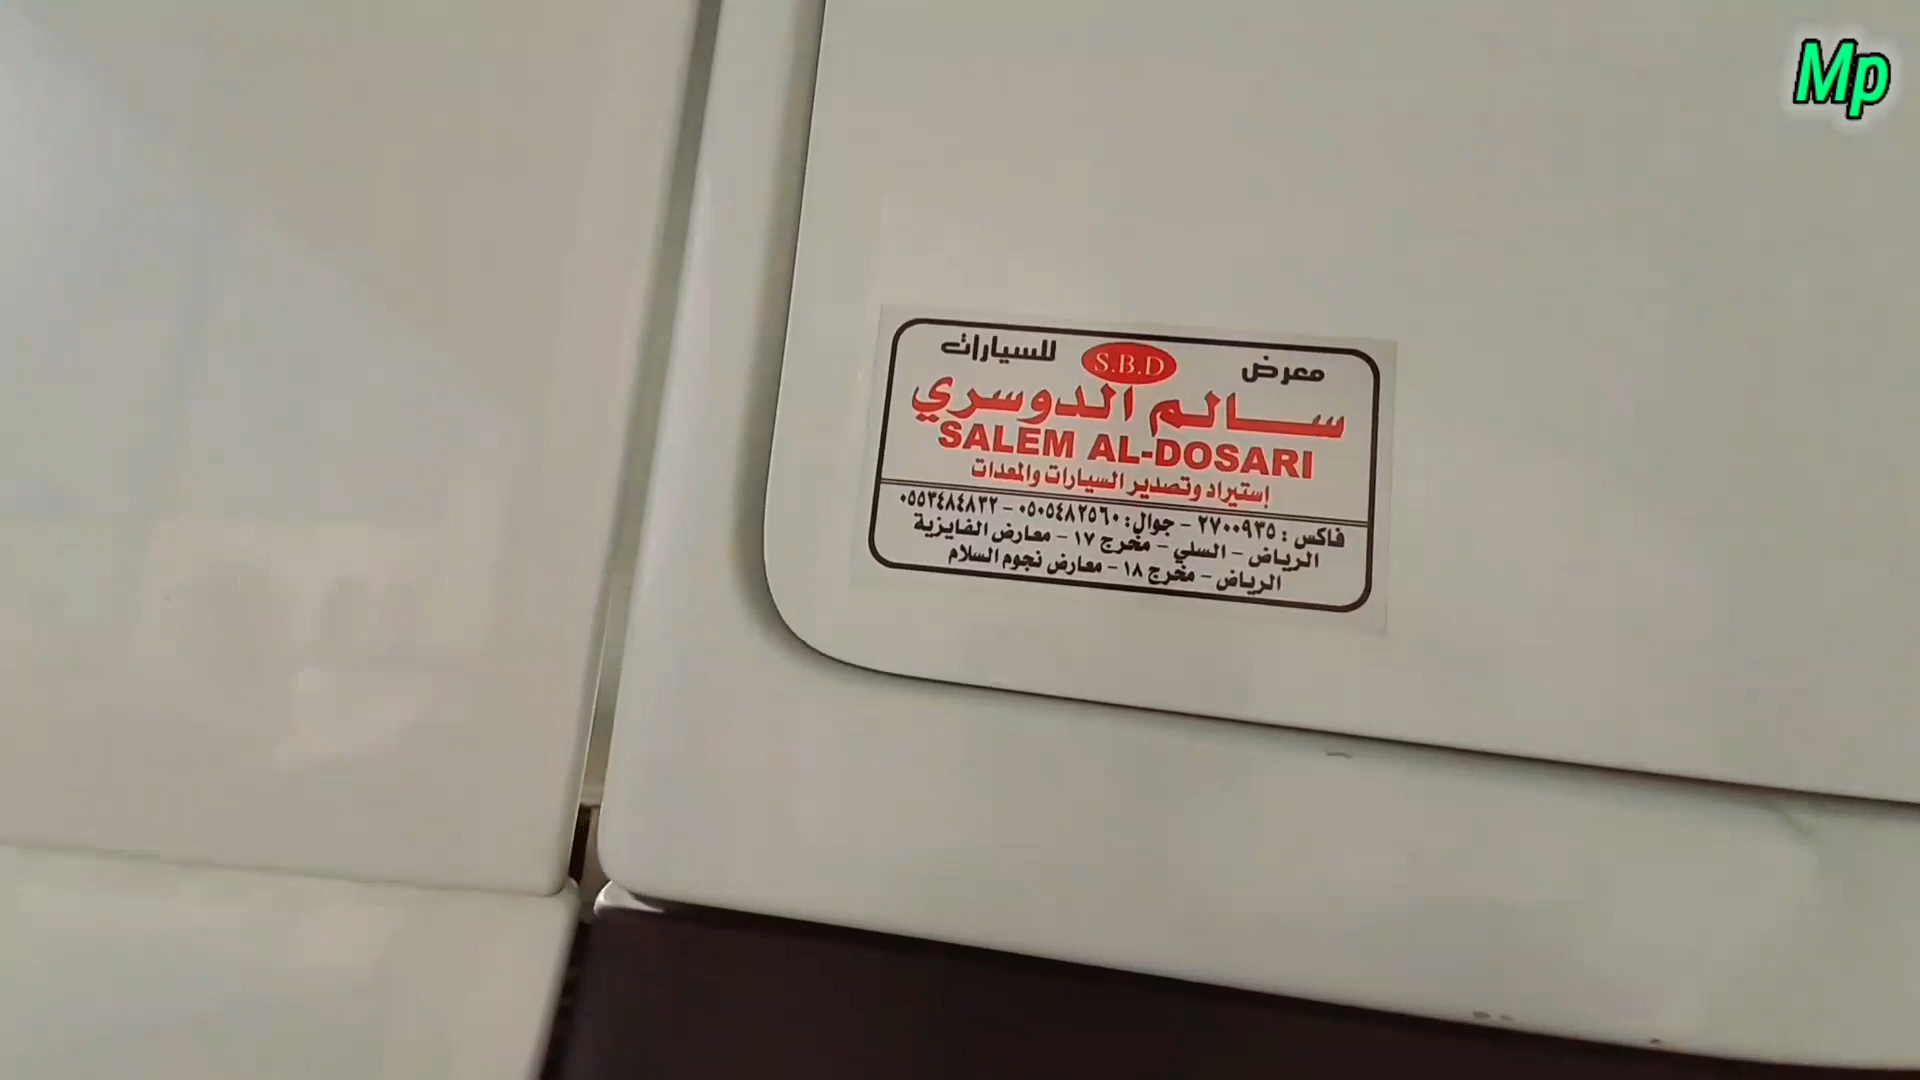 Mp
معرض S.B.D للسيارات
سالم الدوسري
SALEM AL-DOSARI
إستيراد وتصدير السيارات والمعدات
فاكس : ٢٧٠٠٩٣٥ - جوال : ٠٥٠٥٤٨٢٥٦٠ - ٠٥٥٣٤٨٤٨٣٢
الرياض - السلي - مخرج ١٧ - معارض الفايزية
الرياض - مخرج ١٨ - معارض نجوم السلام